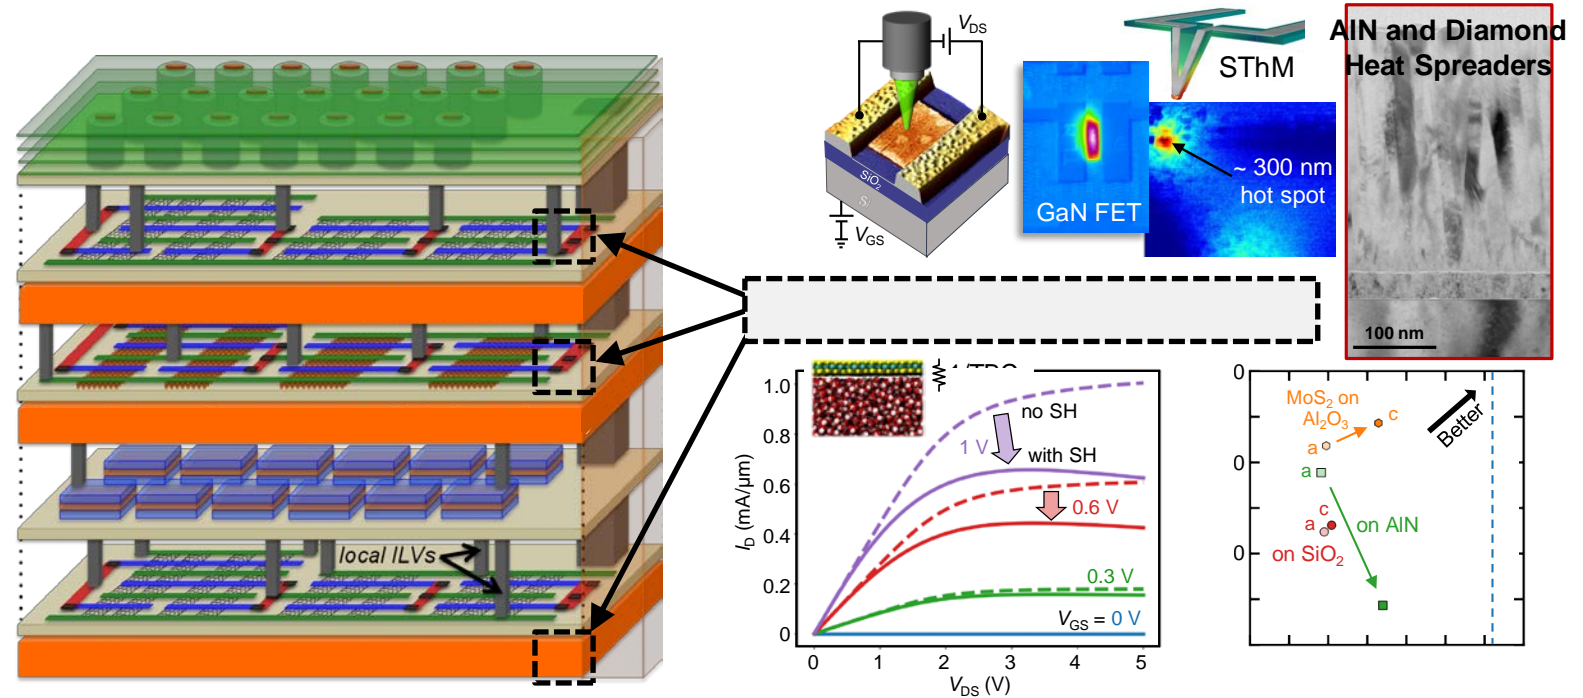 local ILVs
V_DS
SiO₂
Si
V_GS
GaN FET
SThM
~ 300 nm
hot spot
AlN and Diamond
Heat Spreaders
100 nm
I_D (mA/μm)
1.0
0.8
0.6
0.4
0.2
0
no SH
1 V
with SH
0.6 V
0.3 V
V_GS = 0 V
0
1
2
3
4
5
V_DS (V)
0
0
0
MoS₂ on
Al₂O₃
c
a
Better
a
c
a
on SiO₂
on AlN